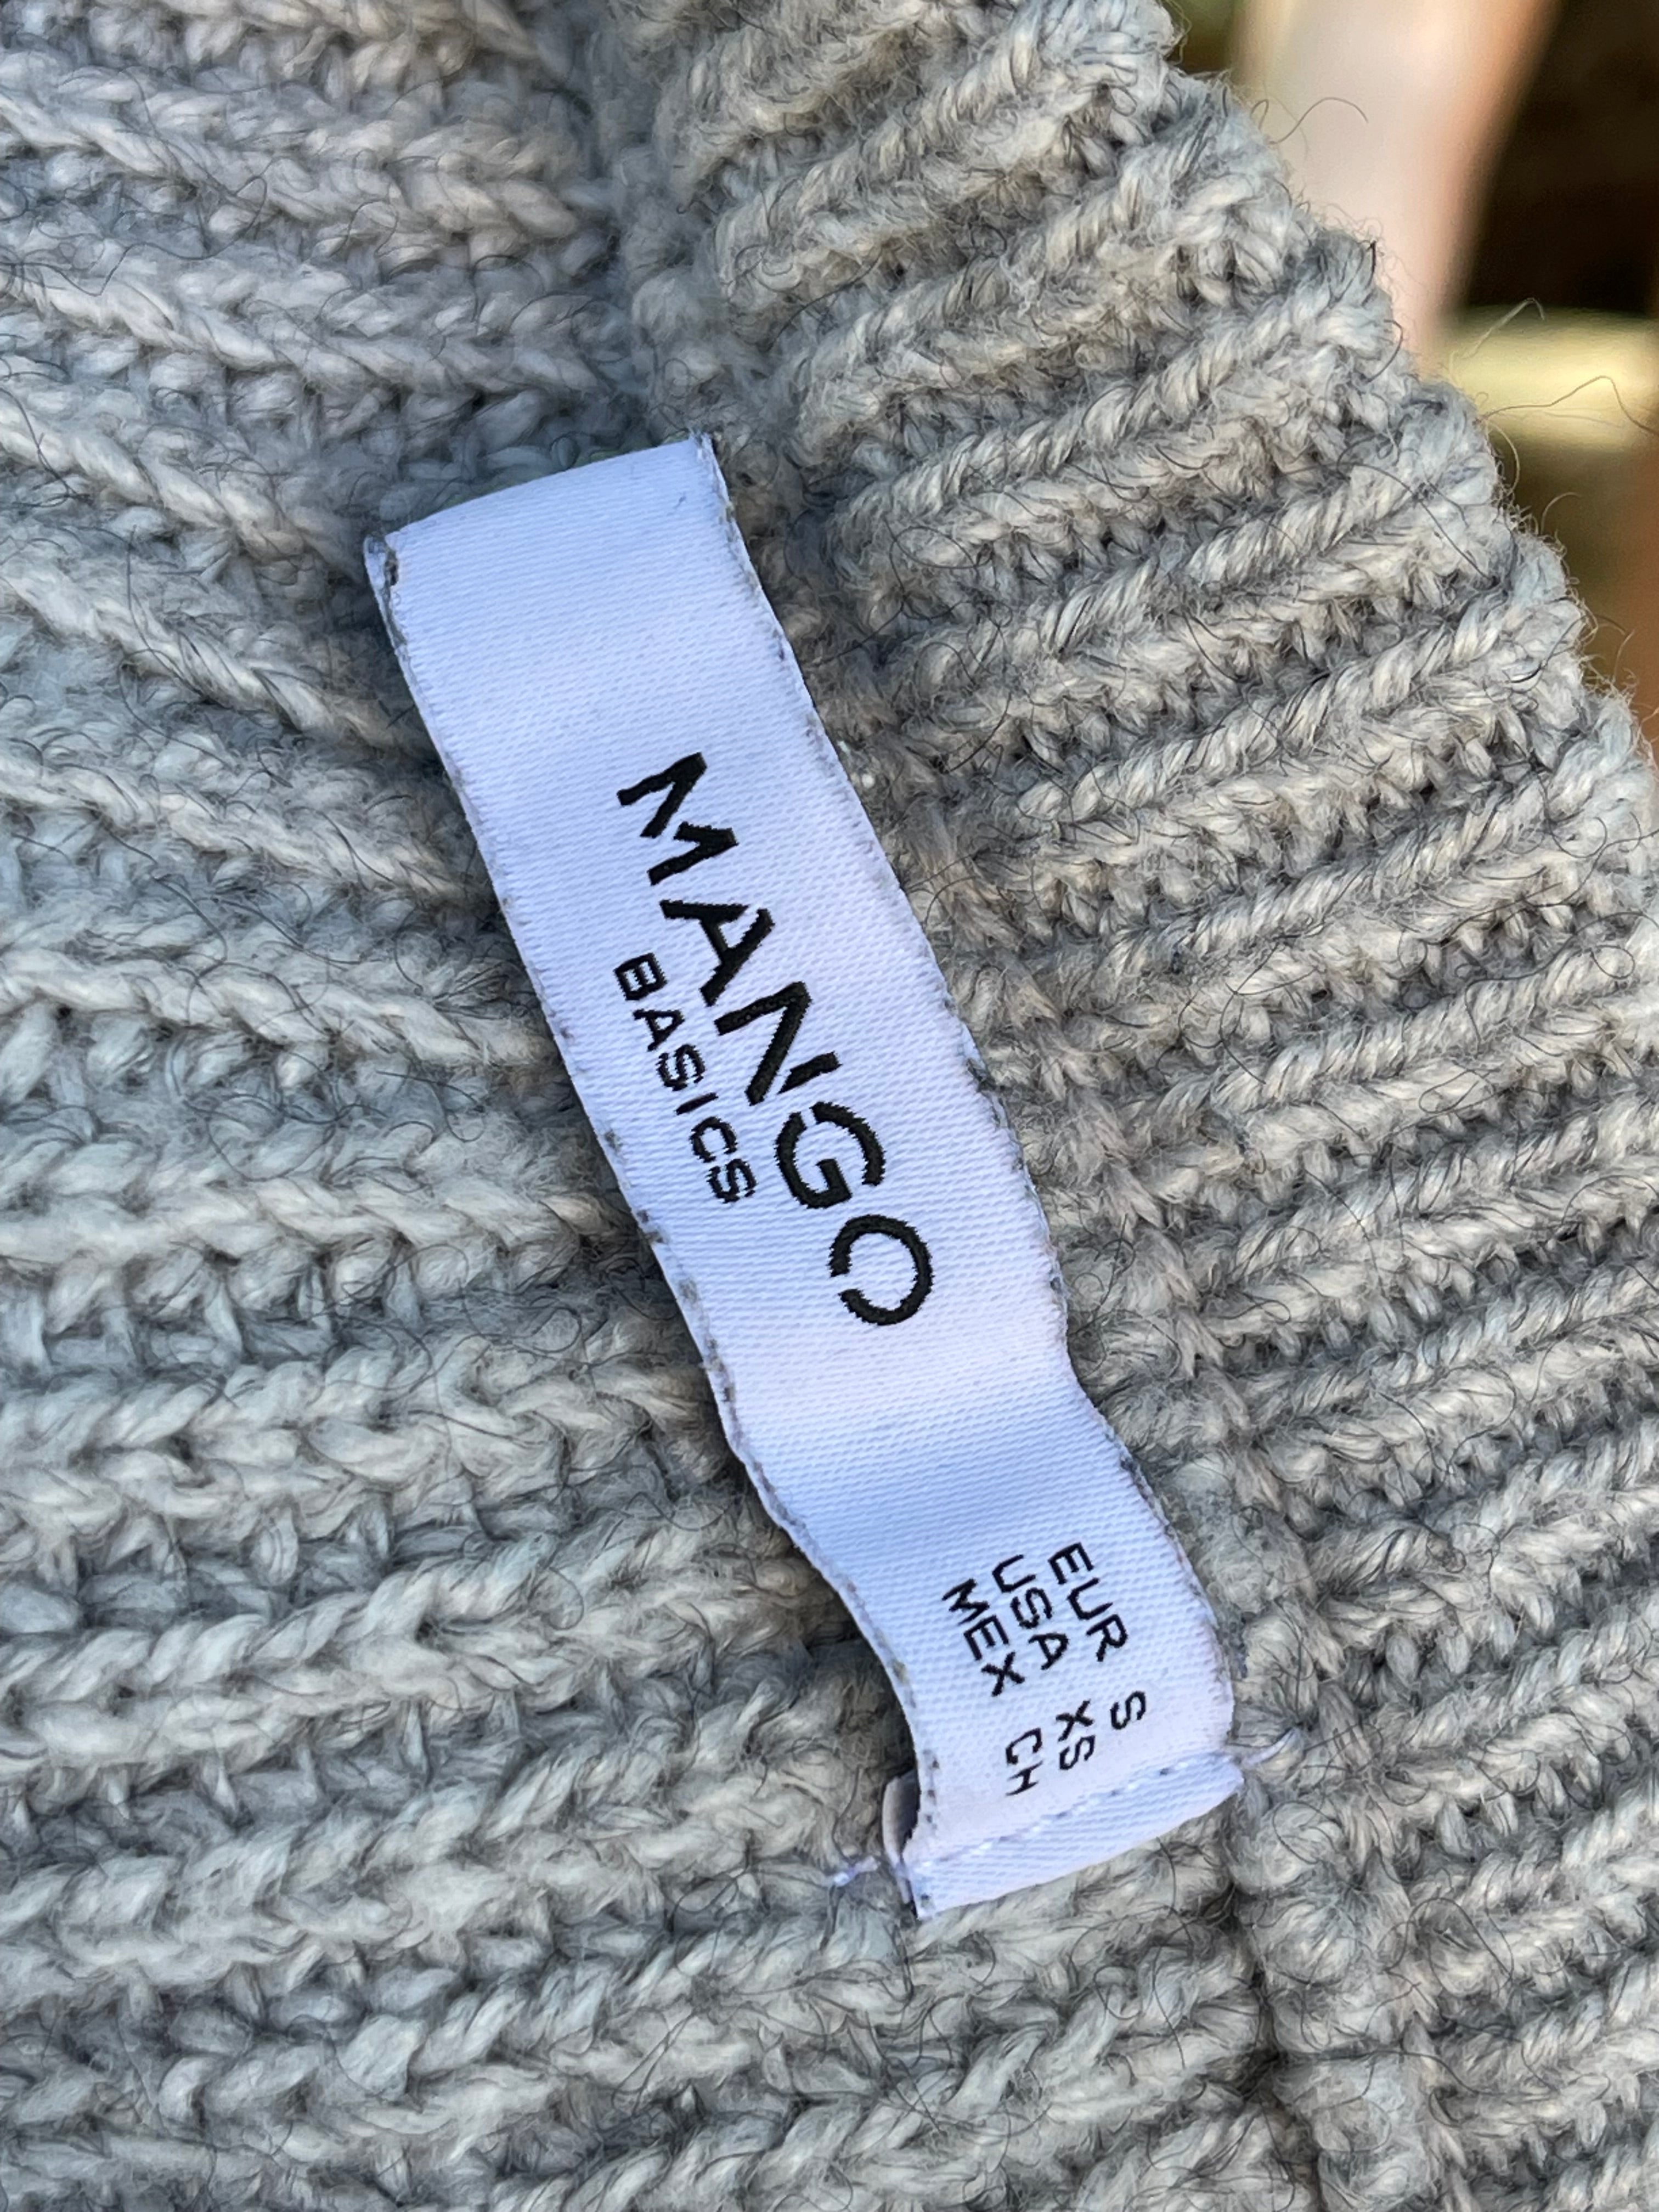 MANGO
BASICS
EUR S
USA XS
MEX CH